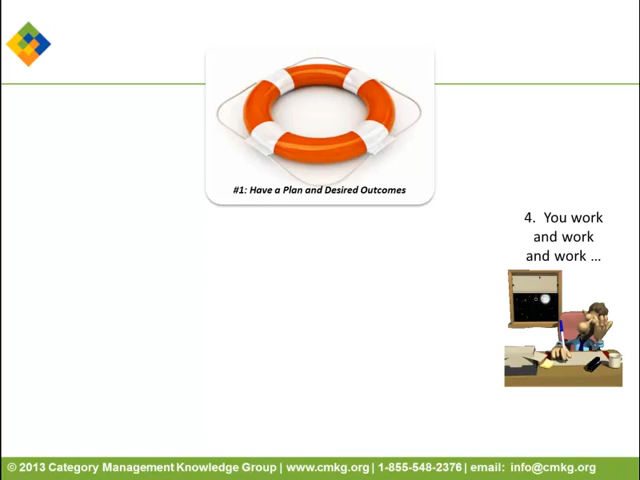 #1: Have a Plan and Desired Outcomes
4. You work
and work
and work ...
© 2013 Category Management Knowledge Group | www.cmkg.org | 1-855-548-2376 | email: info@cmkg.org